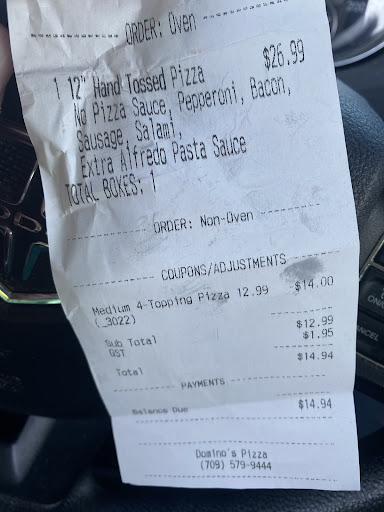 ORDER: Oven
1 12" Hand Tossed Pizza $26.99
No Pizza Sauce, Pepperoni, Bacon,
Sausage, Salami,
Extra Alfredo Pasta Sauce
TOTAL BOXES: 1
ORDER: Non-Oven
COUPONS/ADJUSTMENTS
Medium 4-Topping Pizza 12.99 $14.00
(_3022)
Sub Total $12.99
GST $1.95
Total $14.94
PAYMENTS
Balance Due $14.94
Domino's Pizza
(709) 579-9444
CANCEL